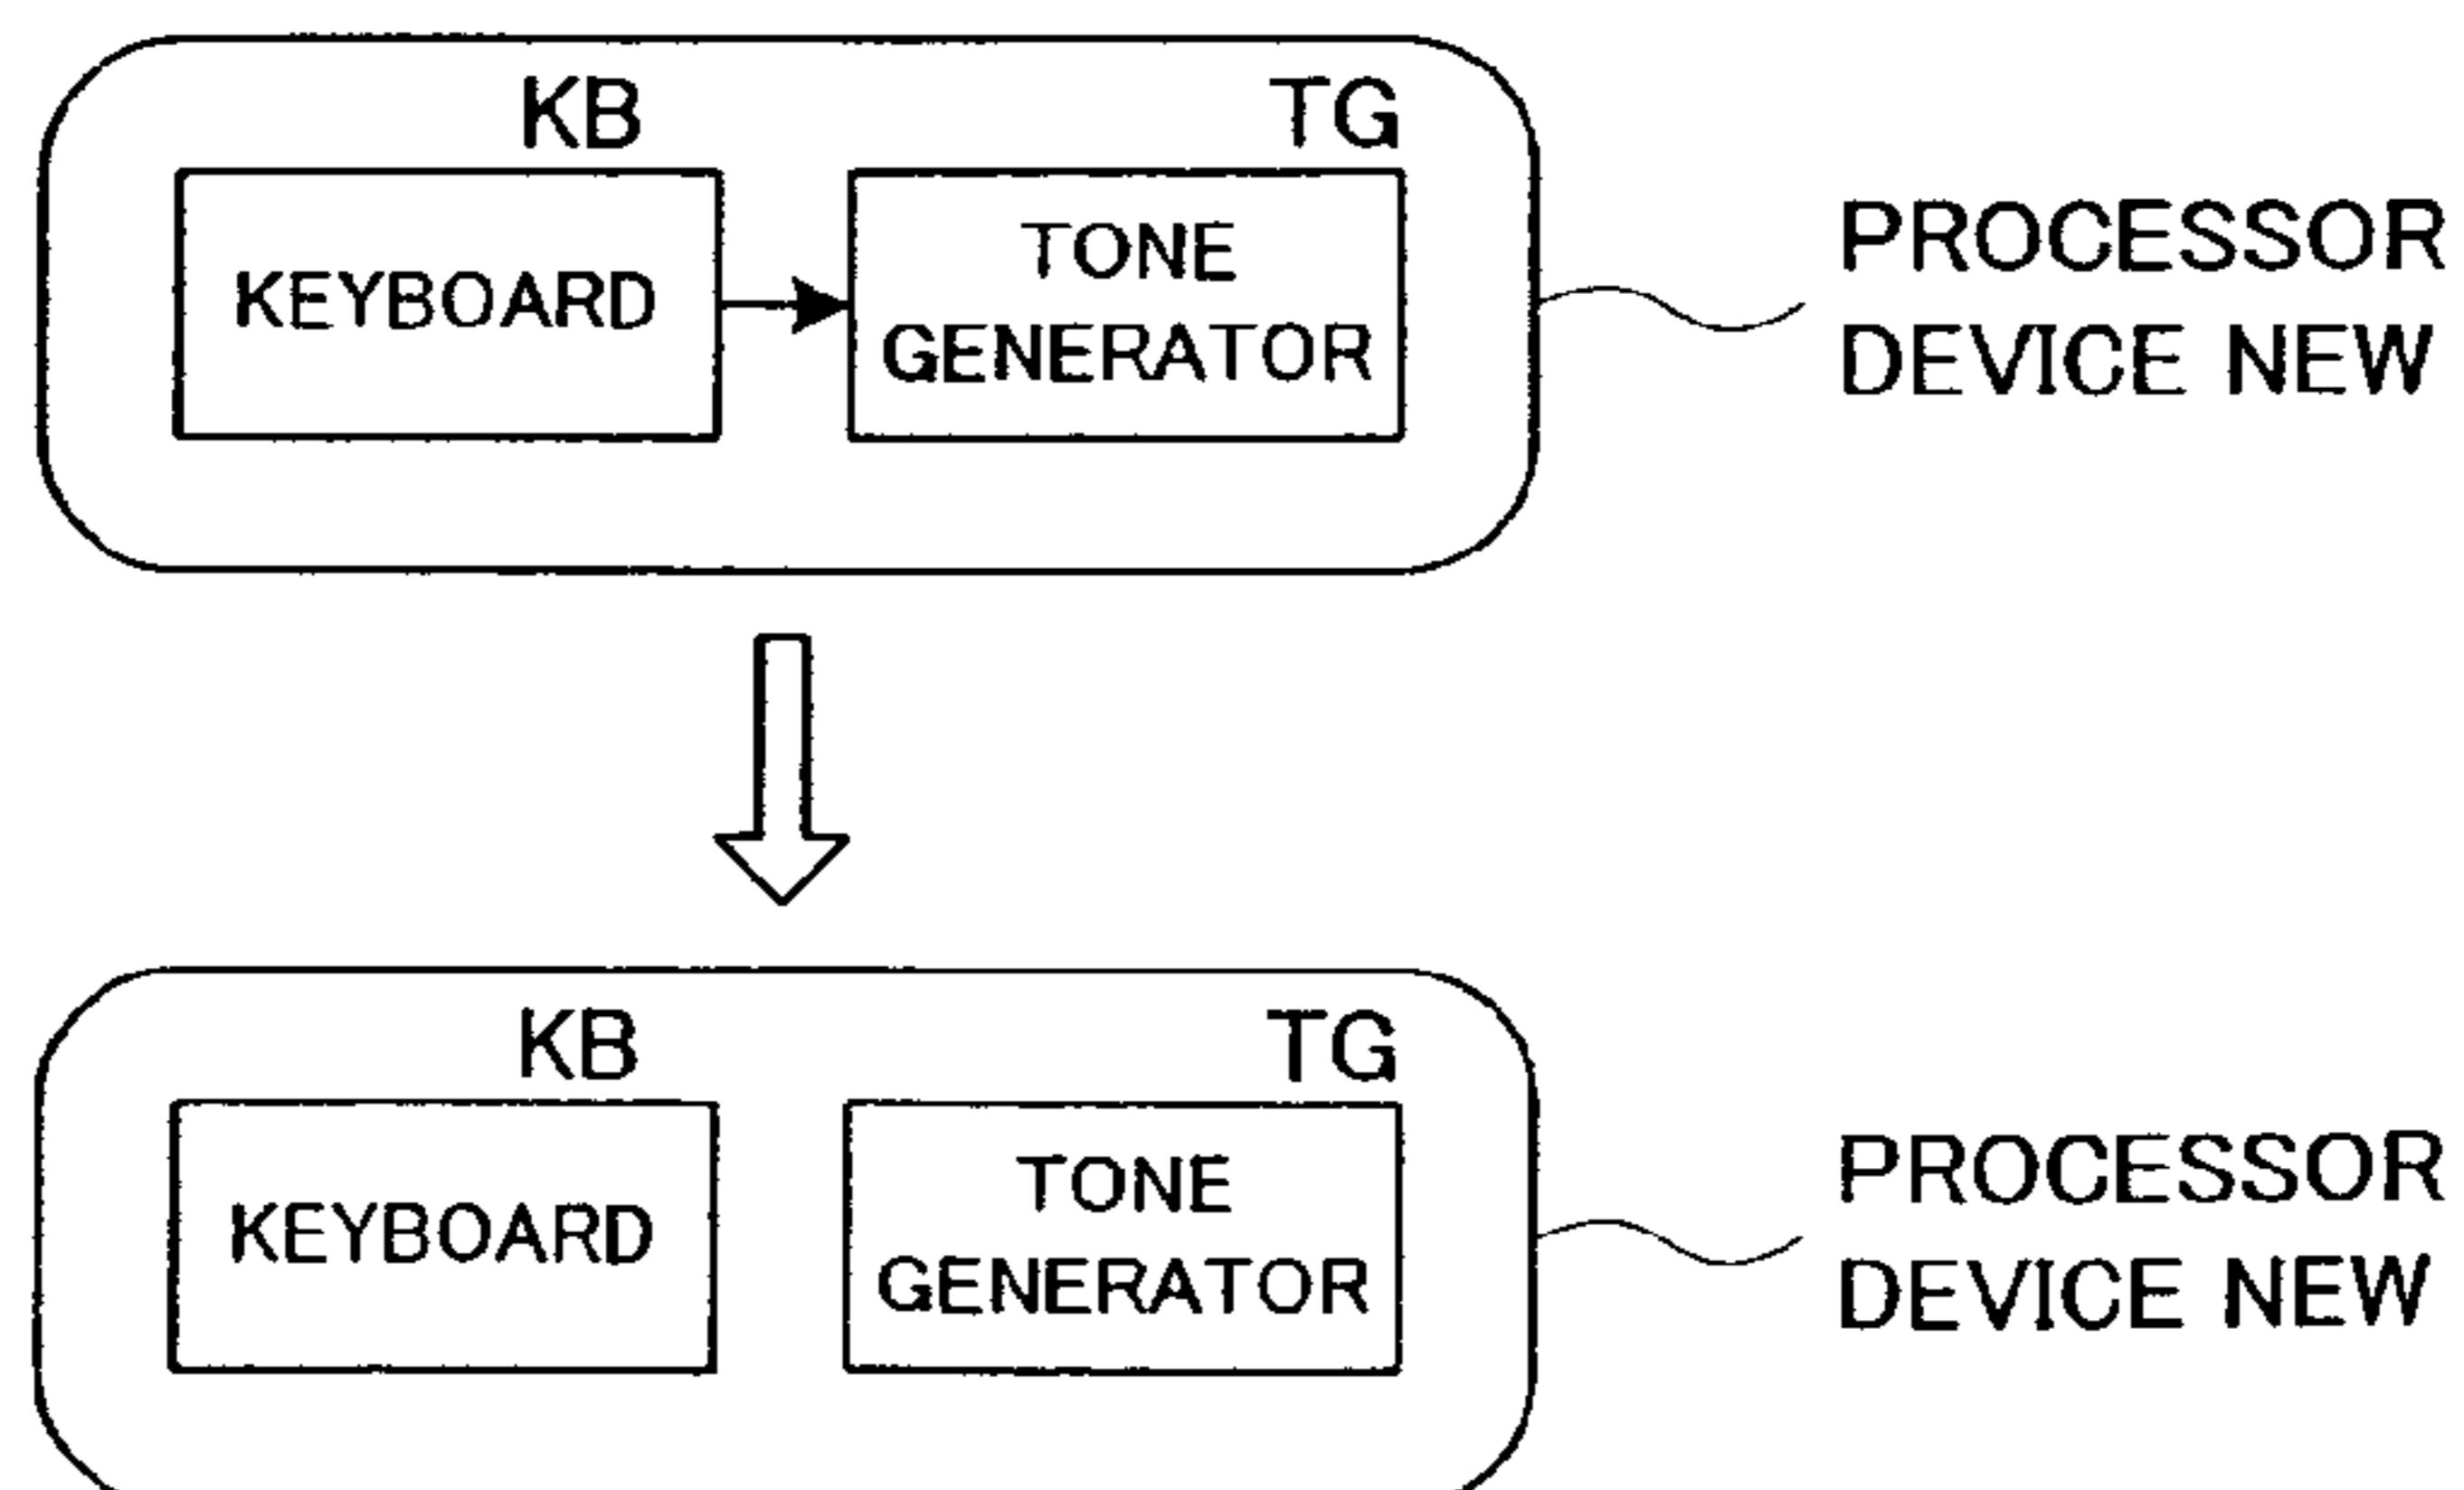 KB TG
KEYBOARD
TONE
GENERATOR
PROCESSOR
DEVICE NEW
KB TG
KEYBOARD
TONE
GENERATOR
PROCESSOR
DEVICE NEW